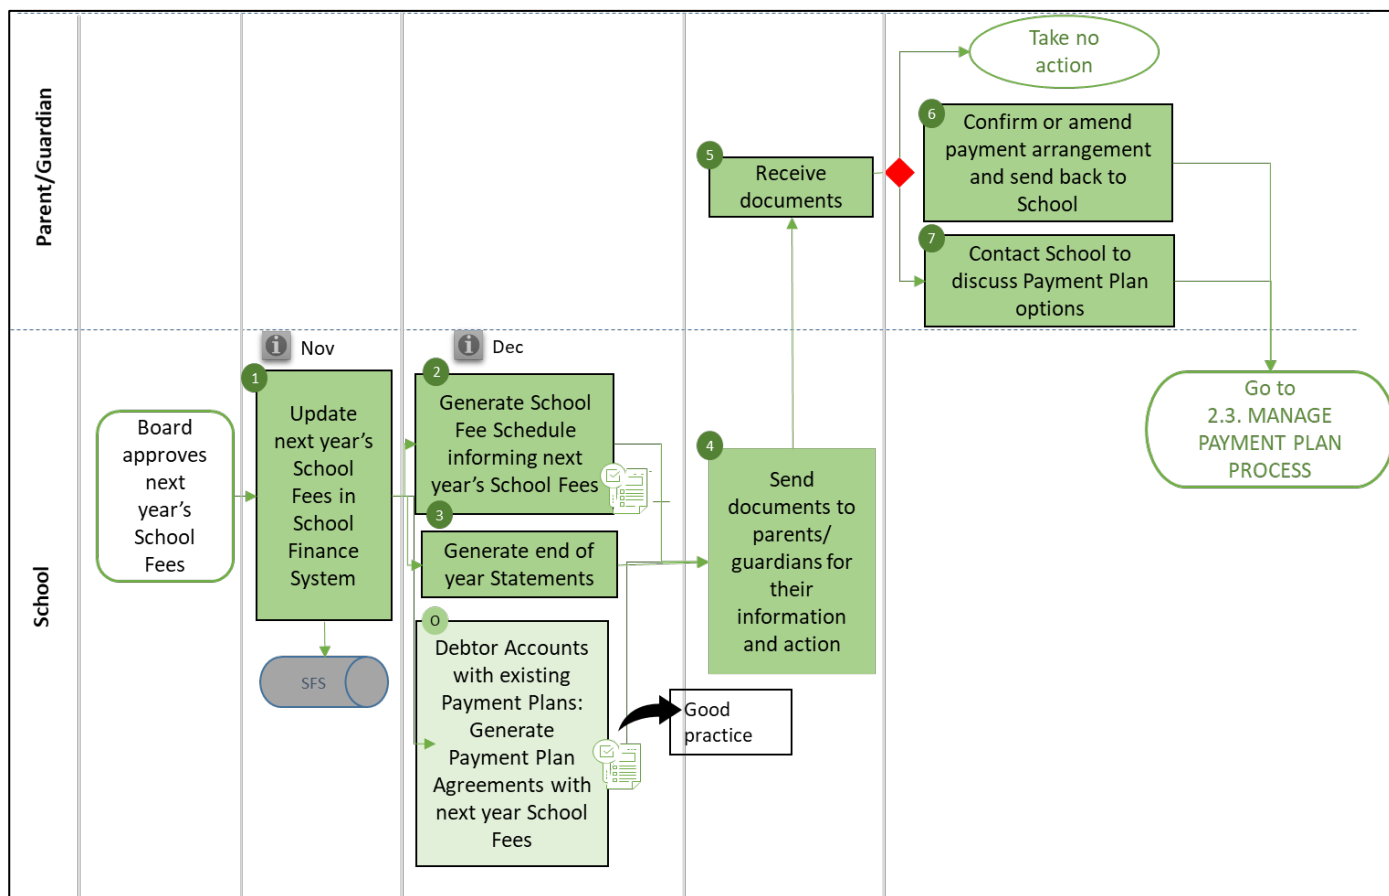 Parent/Guardian
Take no
action
6
Confirm or amend
payment arrangement
and send back to
School
5
Receive
documents
7
Contact School to
discuss Payment Plan
options
School
Nov
Dec
Board
approves
next
year's
School
Fees
1
Update
next year's
School
Fees in
School
Finance
System
SFS
2
Generate School
Fee Schedule
informing next
year's School Fees
3
Generate end of
year Statements
O
Debtor Accounts
with existing
Payment Plans:
Generate
Payment Plan
Agreements with
next year School
Fees
Good
practice
4
Send
documents to
parents/
guardians for
their
information
and action
Go to
2.3. MANAGE
PAYMENT PLAN
PROCESS